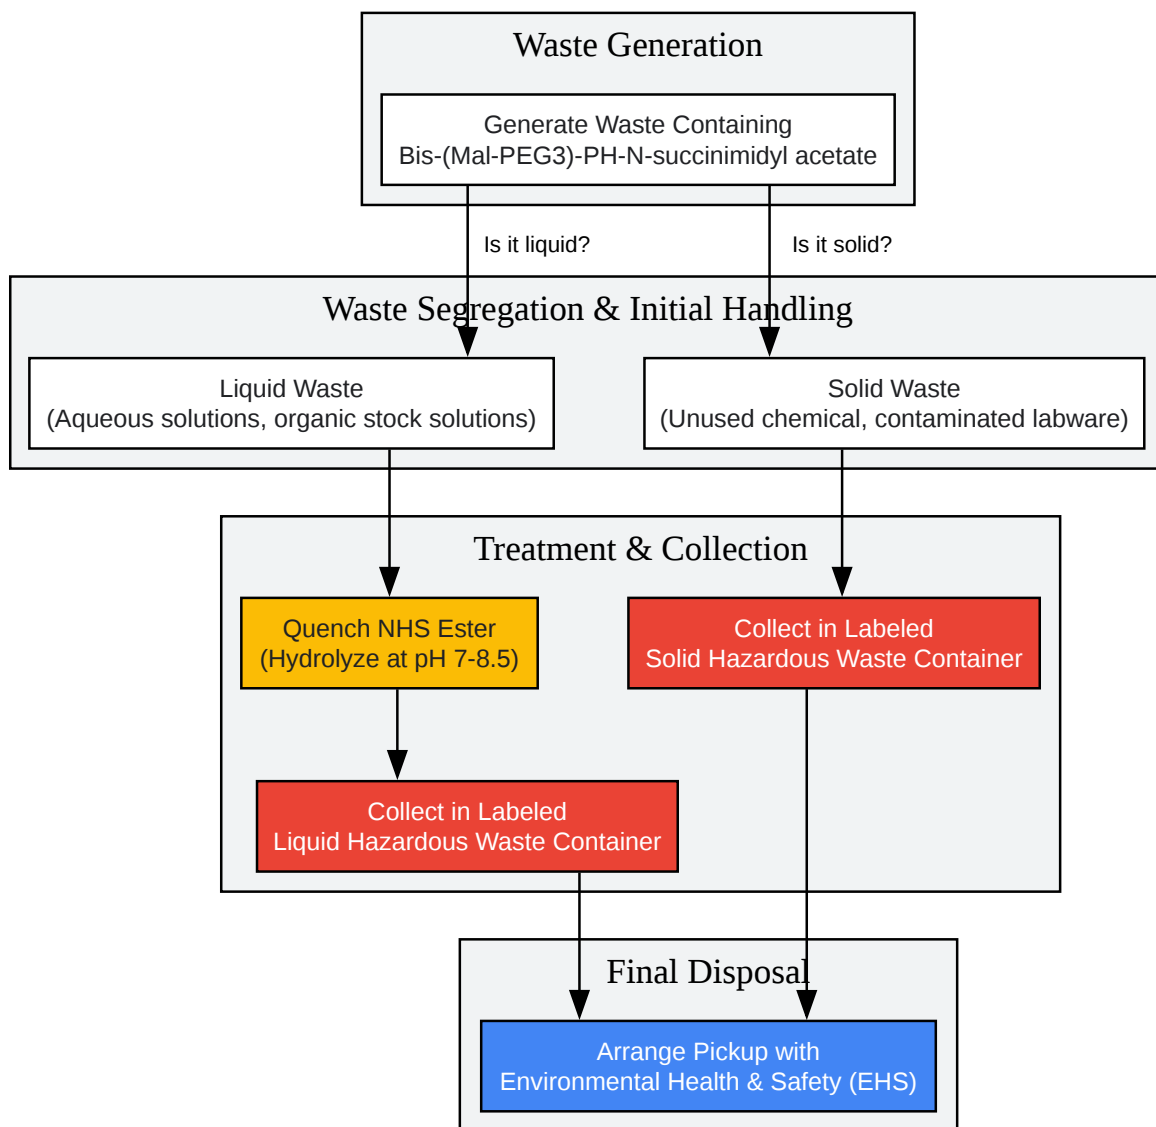 Waste Generation
Generate Waste Containing
Bis-(Mal-PEG3)-PH-N-succinimidyl acetate
Is it liquid?
Is it solid?
Waste Segregation & Initial Handling
Liquid Waste
(Aqueous solutions, organic stock solutions)
Solid Waste
(Unused chemical, contaminated labware)
Treatment & Collection
Quench NHS Ester
(Hydrolyze at pH 7-8.5)
Collect in Labeled
Solid Hazardous Waste Container
Collect in Labeled
Liquid Hazardous Waste Container
Final Disposal
Arrange Pickup with
Environmental Health & Safety (EHS)